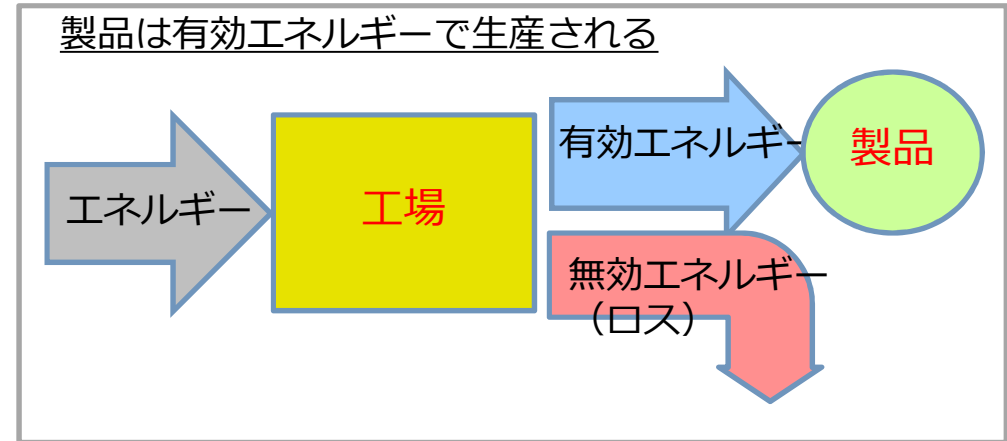 製品は有効エネルギーで生産される
エネルギー
工場
有効エネルギー
製品
無効エネルギー
（ロス）